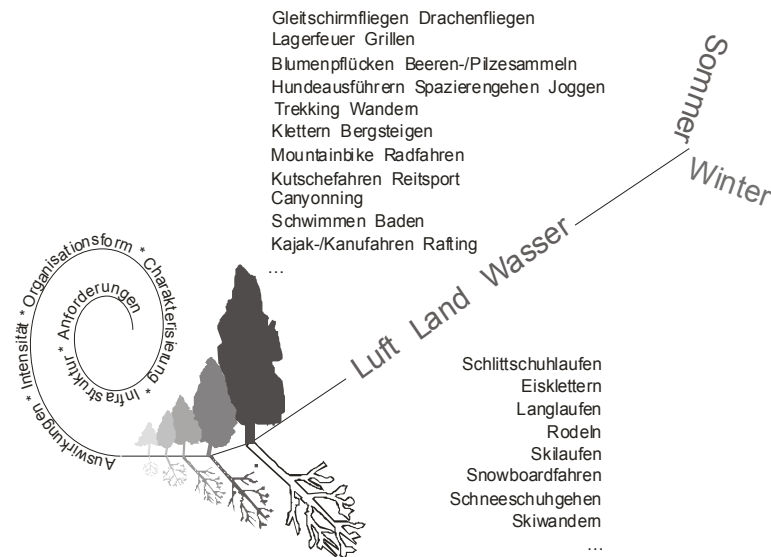 Gleitschirmfliegen Drachenfliegen
Lagerfeuer Grillen
Blumenpflücken Beeren-/Pilzesammeln
Hundeausführern Spazierengehen Joggen
Trekking Wandern
Klettern Bergsteigen
Mountainbike Radfahren
Kutschefahren Reitsport
Canyonning
Schwimmen Baden
Kajak-/Kanufahren Rafting
...
Sommer
Winter
Luft Land Wasser
Auswirkungen * Intensität * Organisationsform * Charakterisierung * Infrastruktur * Anforderungen
Schlittschuhlaufen
Eisklettern
Langlaufen
Rodeln
Skilaufen
Snowboardfahren
Schneeschuhgehen
Skiwandern
...